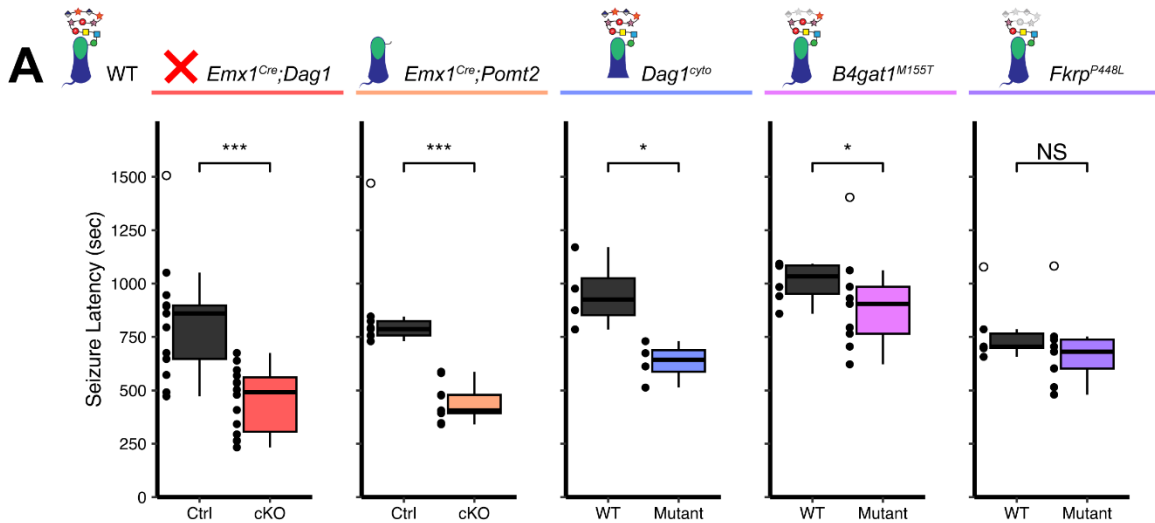 A
WT
Emx1Cre;Dag1
Emx1Cre;Pomt2
Dag1cyto
B4gat1M155T
FkrpP448L
Seizure Latency (sec)
1500
1250
1000
750
500
250
0
***
***
*
*
NS
Ctrl cKO
Ctrl cKO
WT Mutant
WT Mutant
WT Mutant